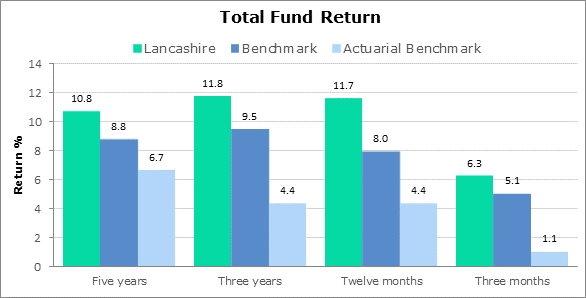 Total Fund Return
Lancashire Benchmark Actuarial Benchmark
Return %
14
12
10
8
6
4
2
0
10.8 8.8 6.7
11.8 9.5 4.4
11.7 8.0 4.4
6.3 5.1 1.1
Five years Three years Twelve months Three months